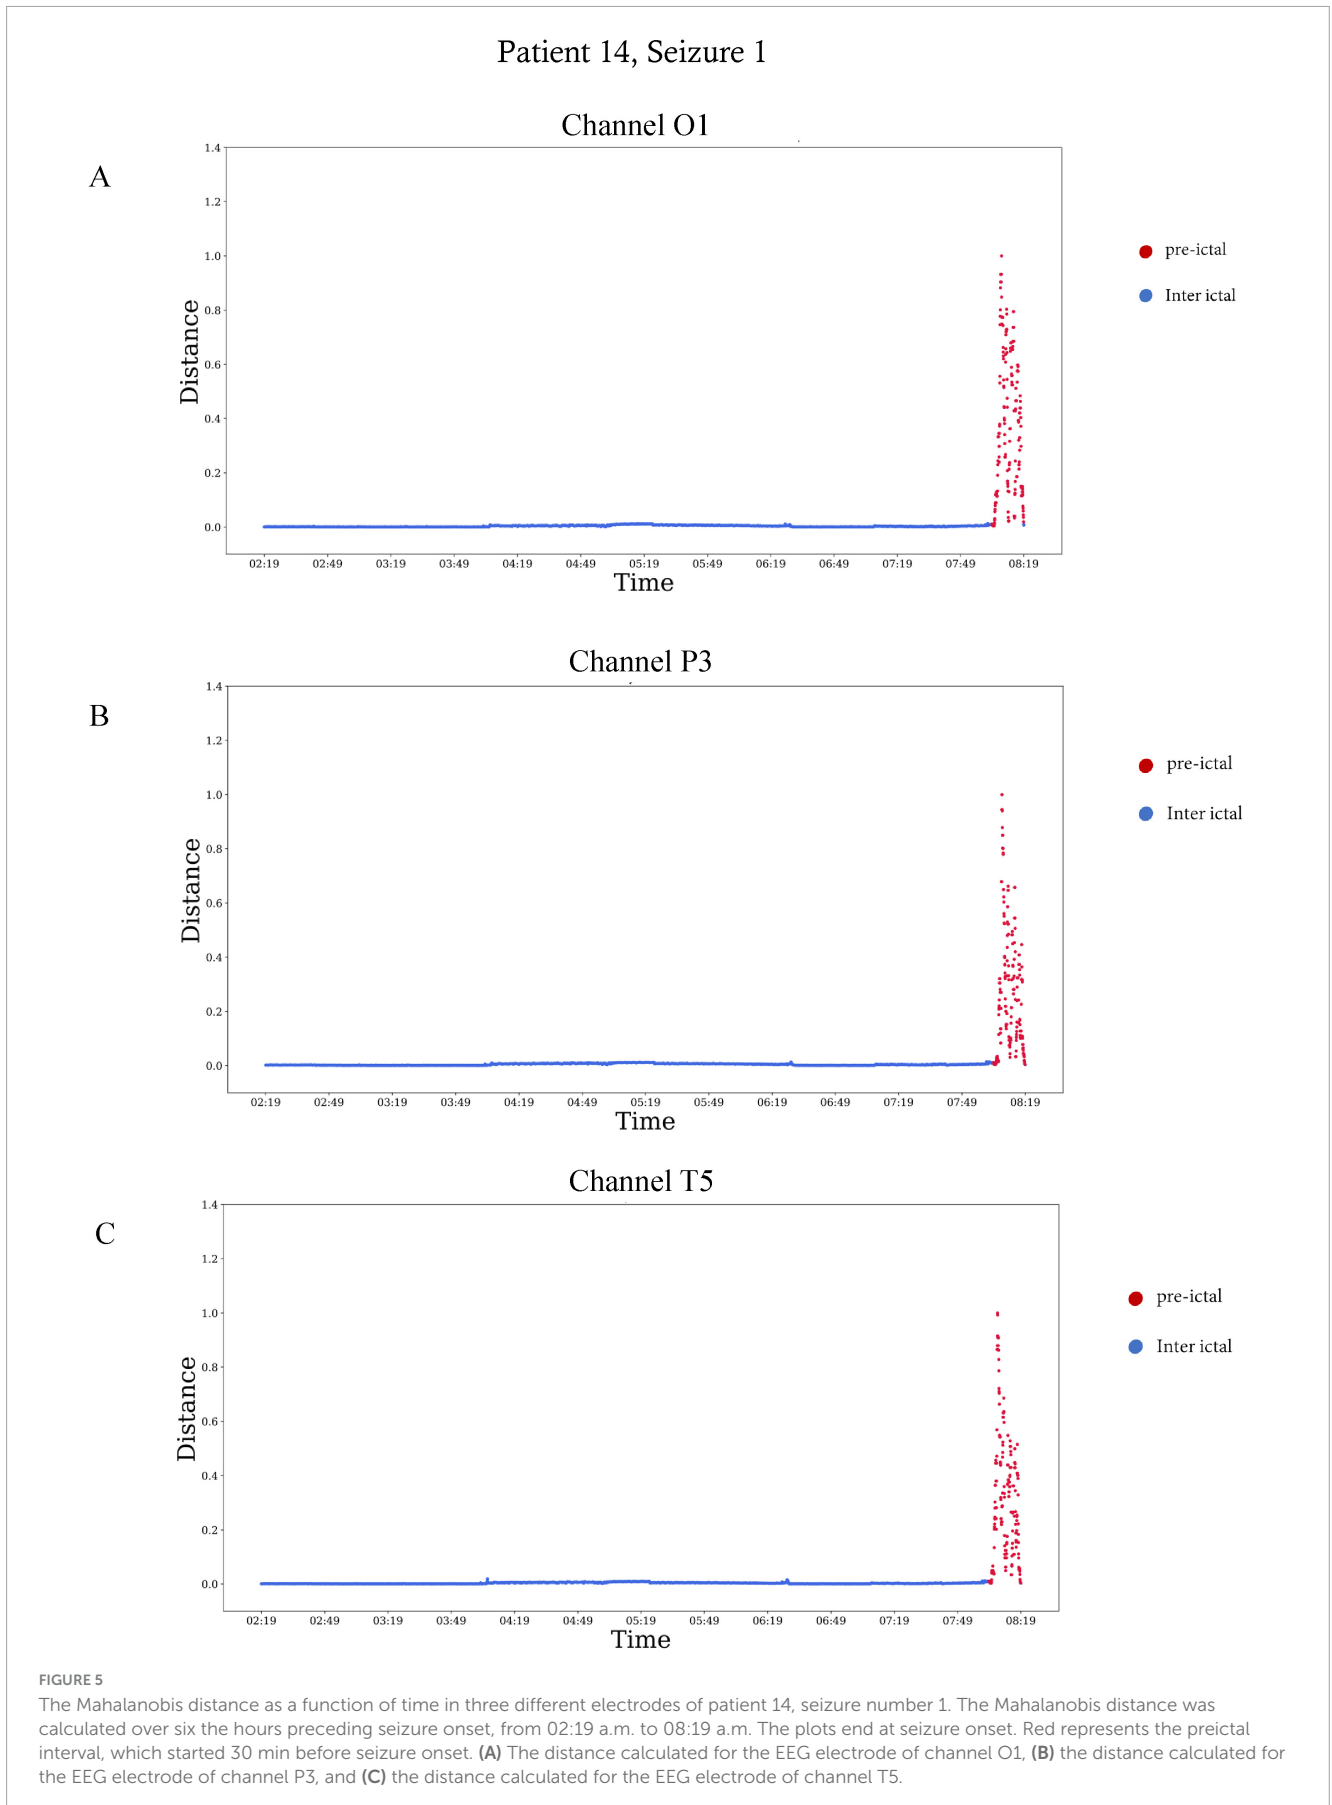 Patient 14, Seizure 1
Channel O1
A
1.4
1.2
1.0
0.8
0.6
0.4
0.2
0.0
Distance
02:19 02:49 03:19 03:49 04:19 04:49 05:19 05:49 06:19 06:49 07:19 07:49 08:19
Time
pre-ictal
Inter ictal
Channel P3
B
1.4
1.2
1.0
0.8
0.6
0.4
0.2
0.0
Distance
02:19 02:49 03:19 03:49 04:19 04:49 05:19 05:49 06:19 06:49 07:19 07:49 08:19
Time
pre-ictal
Inter ictal
Channel T5
C
1.4
1.2
1.0
0.8
0.6
0.4
0.2
0.0
Distance
02:19 02:49 03:19 03:49 04:19 04:49 05:19 05:49 06:19 06:49 07:19 07:49 08:19
Time
pre-ictal
Inter ictal
FIGURE 5
The Mahalanobis distance as a function of time in three different electrodes of patient 14, seizure number 1. The Mahalanobis distance was
calculated over six the hours preceding seizure onset, from 02:19 a.m. to 08:19 a.m. The plots end at seizure onset. Red represents the preictal
interval, which started 30 min before seizure onset. (A) The distance calculated for the EEG electrode of channel O1, (B) the distance calculated for
the EEG electrode of channel P3, and (C) the distance calculated for the EEG electrode of channel T5.